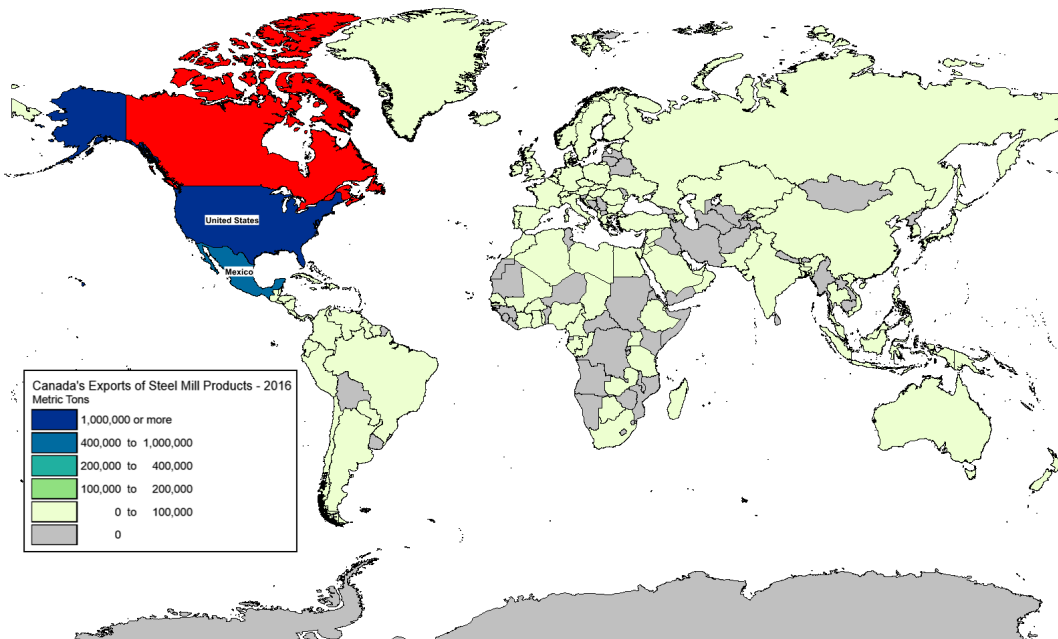 United States
Mexico
Canada's Exports of Steel Mill Products - 2016
Metric Tons
1,000,000 or more
400,000 to 1,000,000
200,000 to 400,000
100,000 to 200,000
0 to 100,000
0